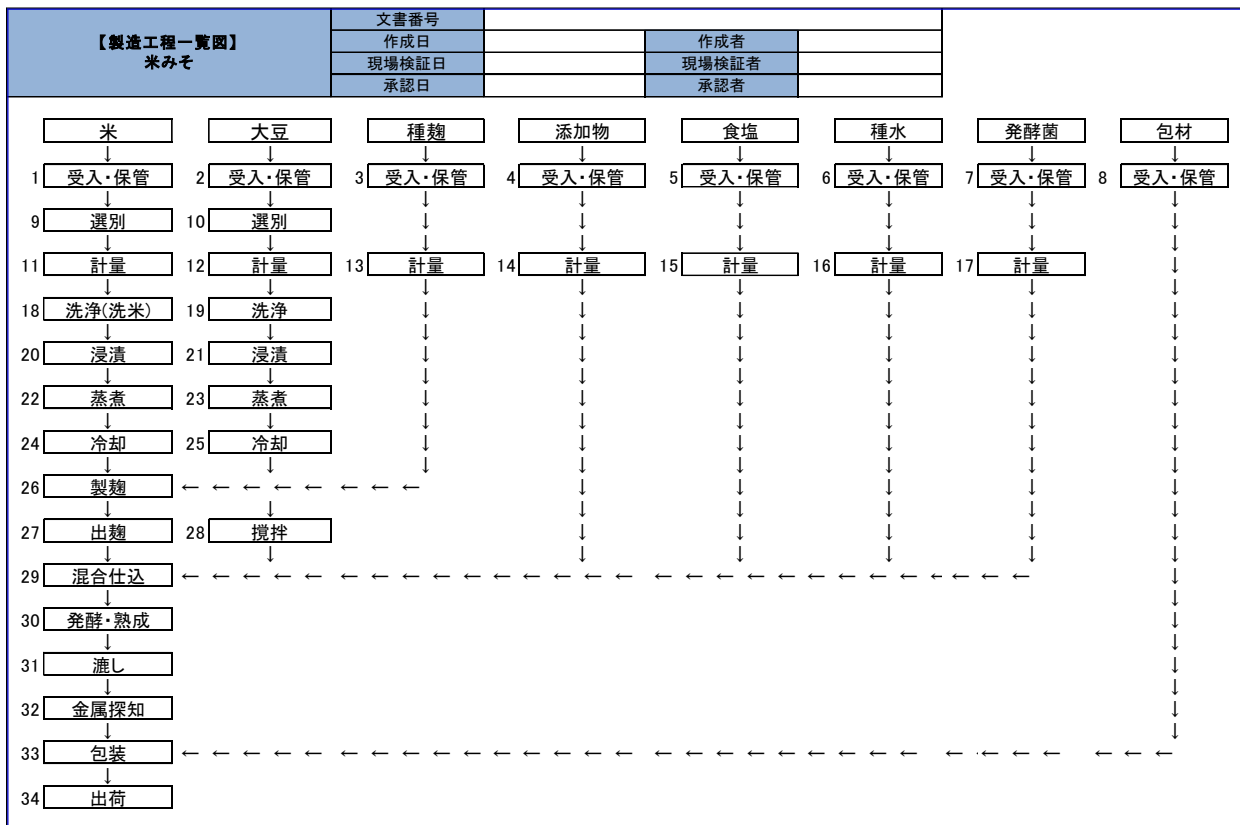 【製造工程一覧図】
米みそ
文書番号
作成日 作成者
現場検証日 現場検証者
承認日 承認者
米 大豆 種麹 添加物 食塩 種水 発酵菌 包材
↓ ↓ ↓ ↓ ↓ ↓ ↓ ↓
1 受入・保管 2 受入・保管 3 受入・保管 4 受入・保管 5 受入・保管 6 受入・保管 7 受入・保管 8 受入・保管
↓ ↓ ↓ ↓ ↓ ↓ ↓ ↓
9 選別 10 選別 ↓ ↓ ↓ ↓ ↓ ↓
↓ ↓ ↓ ↓ ↓ ↓ ↓ ↓
11 計量 12 計量 13 計量 14 計量 15 計量 16 計量 17 計量 ↓
↓ ↓ ↓ ↓ ↓ ↓ ↓ ↓
18 洗浄(洗米) 19 洗浄 ↓ ↓ ↓ ↓ ↓ ↓
↓ ↓ ↓ ↓ ↓ ↓ ↓ ↓
20 浸漬 21 浸漬 ↓ ↓ ↓ ↓ ↓ ↓
↓ ↓ ↓ ↓ ↓ ↓ ↓ ↓
22 蒸煮 23 蒸煮 ↓ ↓ ↓ ↓ ↓ ↓
↓ ↓ ↓ ↓ ↓ ↓ ↓ ↓
24 冷却 25 冷却 ↓ ↓ ↓ ↓ ↓ ↓
↓ ↓ ↓ ↓ ↓ ↓ ↓ ↓
26 製麹 ← ← ← ← ← ← ← ← ↓ ↓ ↓ ↓ ↓
↓ ↓ ↓ ↓ ↓ ↓ ↓
27 出麹 28 撹拌 ↓ ↓ ↓ ↓ ↓
↓ ↓ ↓ ↓ ↓ ↓ ↓
29 混合仕込 ← ← ← ← ← ← ← ← ← ← ← ← ← ← ← ← ← ← ← ← ← ← ↓
↓ ↓
30 発酵・熟成 ↓
↓ ↓
31 漉し ↓
↓ ↓
32 金属探知 ↓
↓ ↓
33 包装 ← ← ← ← ← ← ← ← ← ← ← ← ← ← ← ← ← ← ← ← ← ← ← ← ←
↓
34 出荷